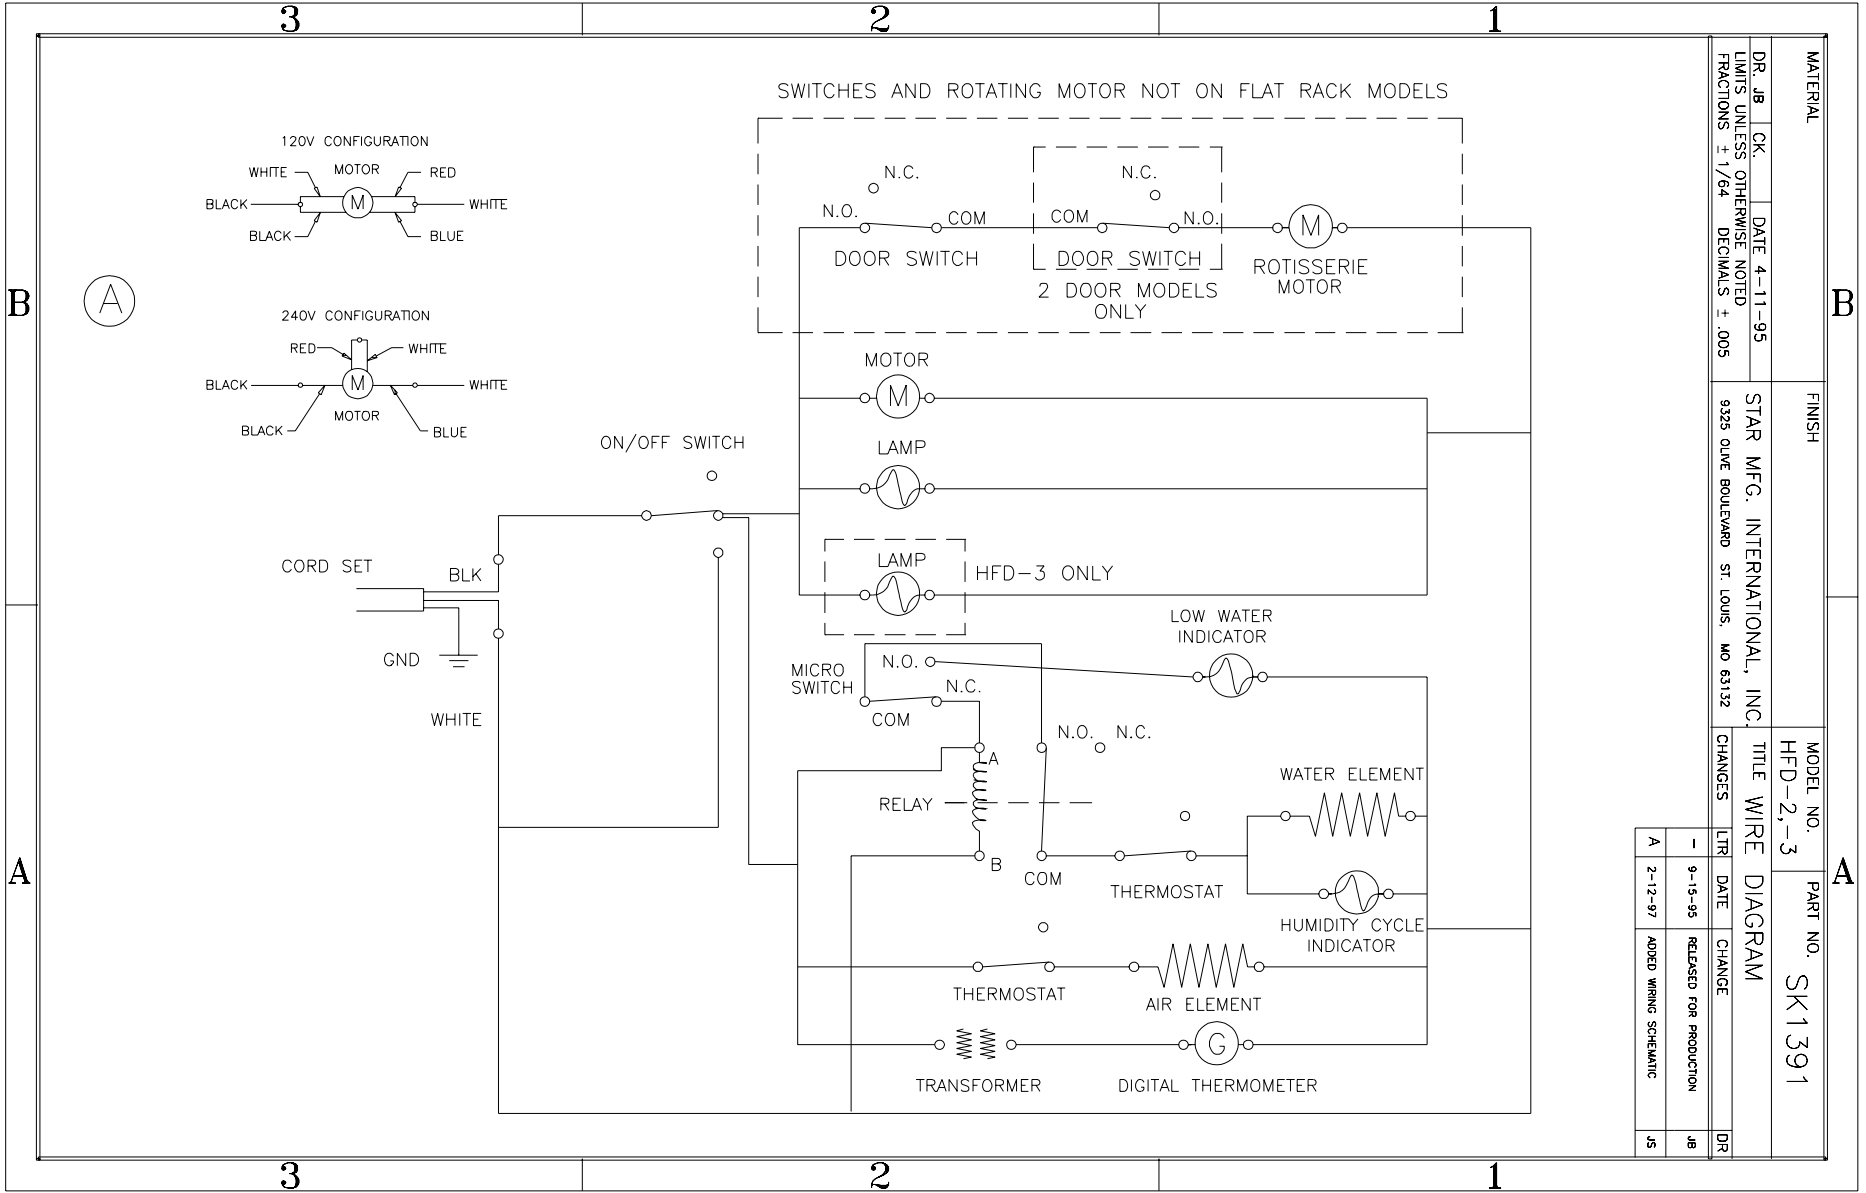 3
2
1
SWITCHES AND ROTATING MOTOR NOT ON FLAT RACK MODELS
120V CONFIGURATION
WHITE
MOTOR
RED
BLACK
M
WHITE
BLACK
BLUE
N.C.
N.O.
COM
DOOR SWITCH
N.C.
COM
N.O.
DOOR SWITCH
2 DOOR MODELS
ONLY
M
ROTISSERIE
MOTOR
B
A
B
240V CONFIGURATION
RED
WHITE
BLACK
M
WHITE
MOTOR
BLACK
BLUE
MOTOR
M
ON/OFF SWITCH
LAMP
CORD SET
BLK
LAMP
HFD-3 ONLY
GND
WHITE
LOW WATER
INDICATOR
MICRO
SWITCH
N.O.
N.C.
COM
N.O.
N.C.
A
RELAY
B
COM
WATER ELEMENT
THERMOSTAT
HUMIDITY CYCLE
INDICATOR
A
A
THERMOSTAT
AIR ELEMENT
G
TRANSFORMER
DIGITAL THERMOMETER
3
2
1
MATERIAL
FINISH
MODEL NO.
HFD-2,-3
PART NO.
SK1391
DR. JB
CK.
DATE 4-11-95
LIMITS UNLESS OTHERWISE NOTED
FRACTIONS ± 1/64 DECIMALS ± .005
STAR MFG. INTERNATIONAL, INC.
9325 OLIVE BOULEVARD ST. LOUIS, MO 63132
TITLE WIRE DIAGRAM
CHANGES
LTR
DATE
CHANGE
DR
- 9-15-95 RELEASED FOR PRODUCTION JB
A 2-12-97 ADDED WIRING SCHEMATIC JS